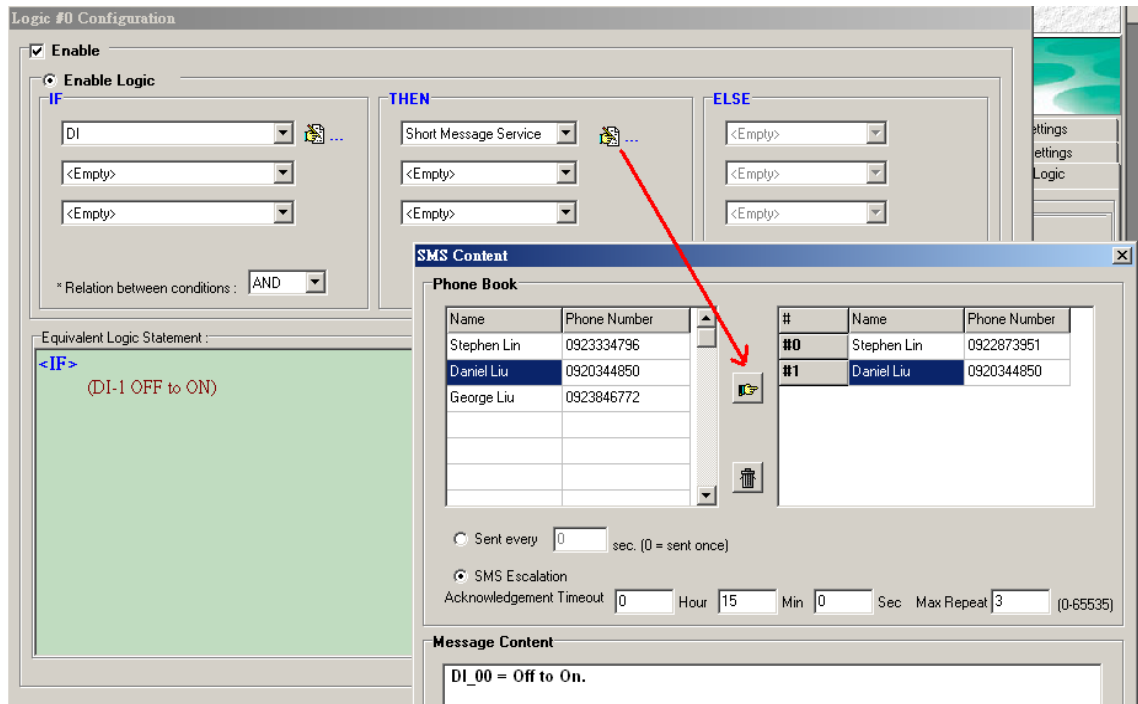 Logic #0 Configuration
Enable
Enable Logic
IF
THEN
ELSE
DI
...
Short Message Service
...
<Empty>
<Empty>
<Empty>
<Empty>
<Empty>
<Empty>
<Empty>
* Relation between conditions :
AND
ettings
ettings
Logic
Equivalent Logic Statement :
<IF>
(DI-1 OFF to ON)
SMS Content
Phone Book
Name Phone Number
Stephen Lin 0923334796
Daniel Liu 0920344850
George Liu 0923846772
# Name Phone Number
#0 Stephen Lin 0922873951
#1 Daniel Liu 0920344850
Sent every 0 sec. (0 = sent once)
SMS Escalation
Acknowledgement Timeout 0 Hour 15 Min 0 Sec Max Repeat 3 (0-65535)
Message Content
DI_00 = Off to On.